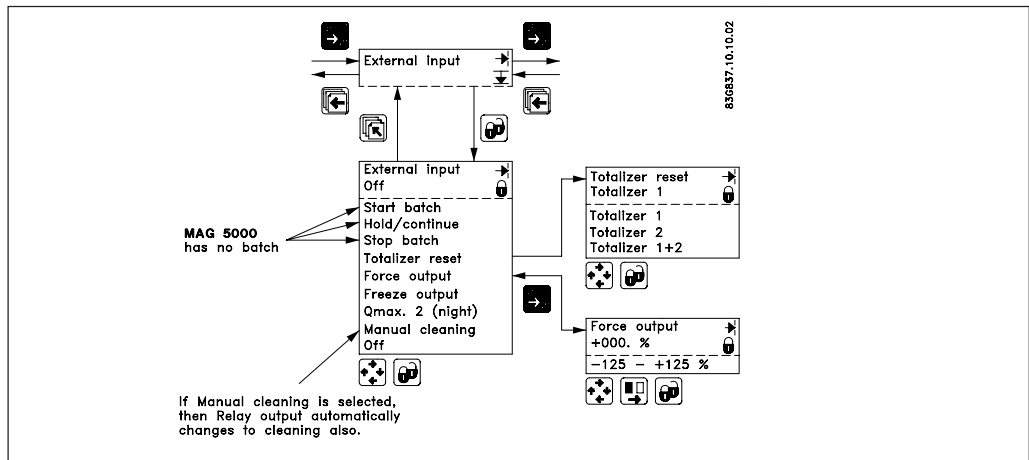 External input
83G837.10.10.02
External input
Off
Start batch
Hold/continue
Stop batch
Totalizer reset
Force output
Freeze output
Qmax. 2 (night)
Manual cleaning
Off
MAG 5000
has no batch
If Manual cleaning is selected,
then Relay output automatically
changes to cleaning also.
Totalizer reset
Totalizer 1
Totalizer 1
Totalizer 2
Totalizer 1+2
Force output
+000. %
-125 - +125 %